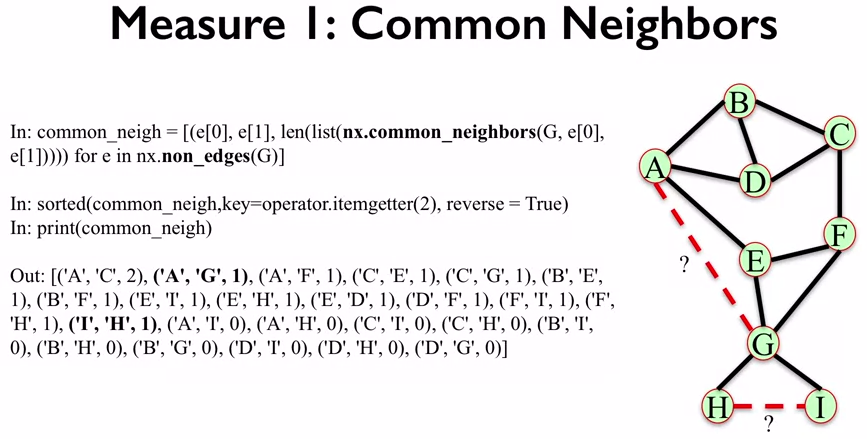 Measure 1: Common Neighbors
In: common_neigh = [(e[0], e[1], len(list(nx.common_neighbors(G, e[0],
e[1])))) for e in nx.non_edges(G)]
In: sorted(common_neigh,key=operator.itemgetter(2), reverse = True)
In: print(common_neigh)
Out: [('A', 'C', 2), ('A', 'G', 1), ('A', 'F', 1), ('C', 'E', 1), ('C', 'G', 1), ('B', 'E',
1), ('B', 'F', 1), ('E', 'I', 1), ('E', 'H', 1), ('E', 'D', 1), ('D', 'F', 1), ('F', 'I', 1), ('F',
'H', 1), ('I', 'H', 1), ('A', 'I', 0), ('A', 'H', 0), ('C', 'I', 0), ('C', 'H', 0), ('B', 'I',
0), ('B', 'H', 0), ('B', 'G', 0), ('D', 'I', 0), ('D', 'H', 0), ('D', 'G', 0)]
B
C
A
D
F
E
?
G
H
I
?